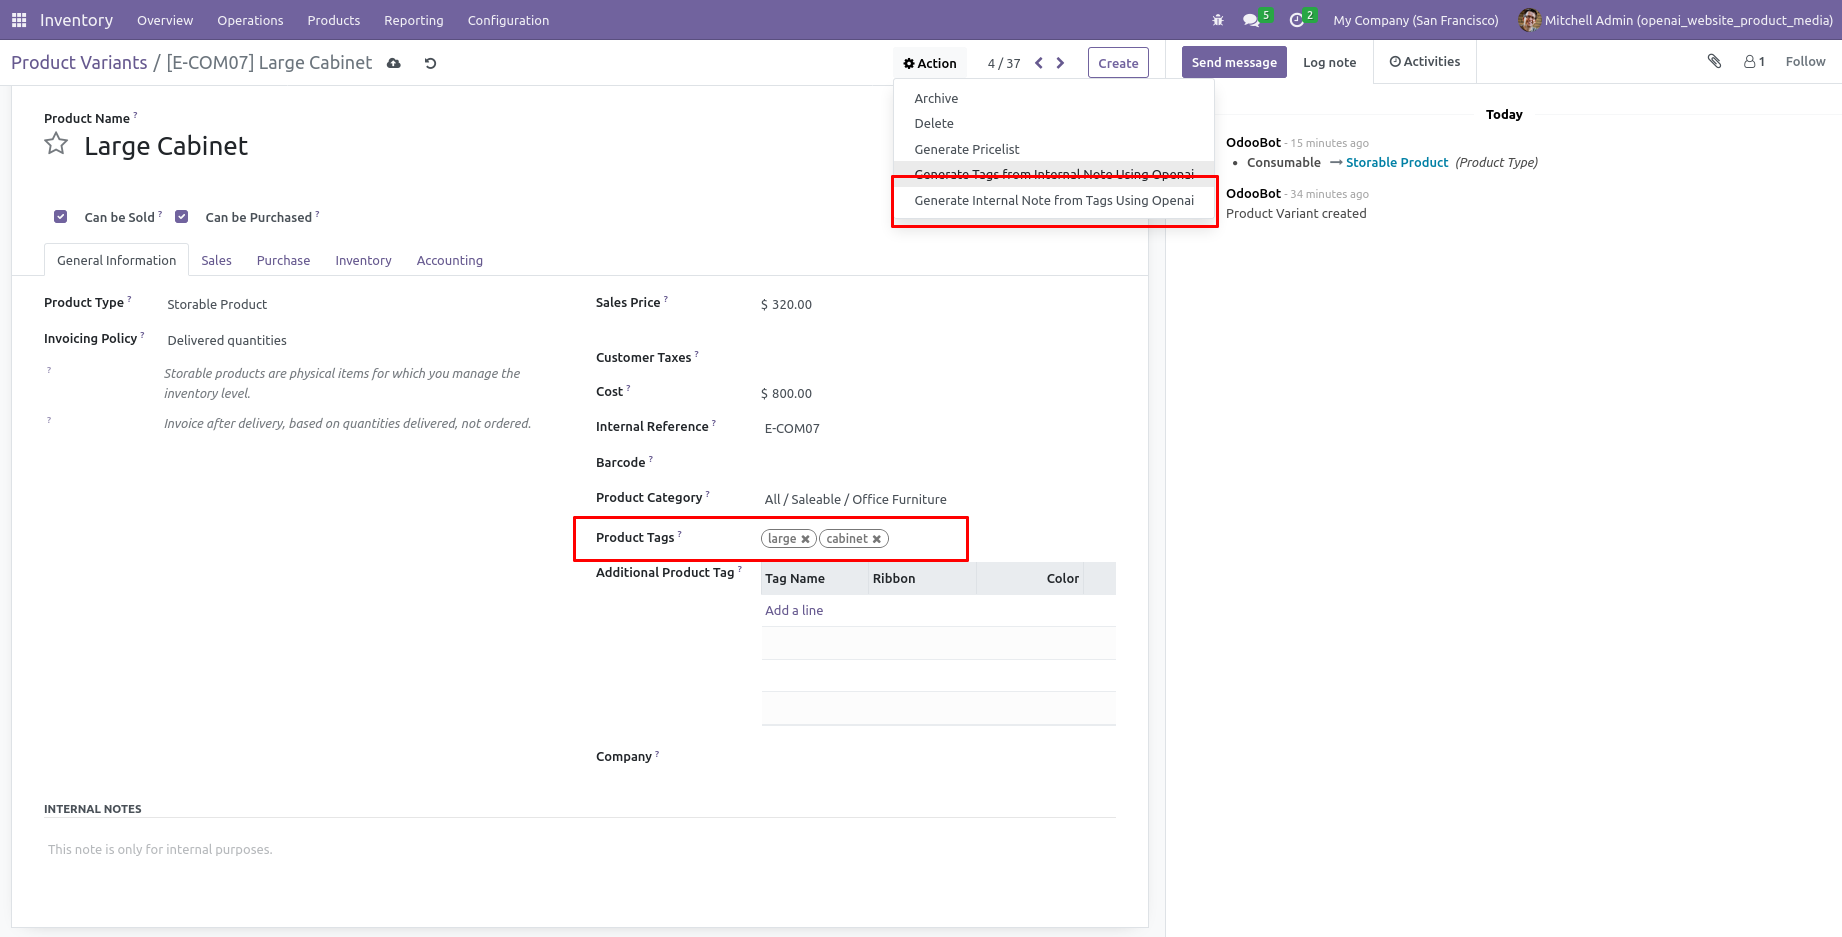 Inventory Overview Operations Products Reporting Configuration 5 2 My Company (San Francisco) Mitchell Admin (openai_website_product_media)
Product Variants / [E-COM07] Large Cabinet Action 4 / 37 Create Send message Log note Activities 1 Follow
Archive
Delete
Generate Pricelist
Generate Tags from Internal Note Using Openai
Generate Internal Note from Tags Using Openai
Product Name ?
Large Cabinet
Can be Sold ? Can be Purchased ?
General Information Sales Purchase Inventory Accounting
Product Type ? Storable Product
Invoicing Policy ? Delivered quantities
? Storable products are physical items for which you manage the
inventory level.
? Invoice after delivery, based on quantities delivered, not ordered.
Sales Price ? $ 320.00
Customer Taxes ?
Cost ? $ 800.00
Internal Reference ? E-COM07
Barcode ?
Product Category ? All / Saleable / Office Furniture
Product Tags ? large cabinet
Additional Product Tag ? Tag Name Ribbon Color
Add a line
Company ?
INTERNAL NOTES
This note is only for internal purposes.
Today
OdooBot - 15 minutes ago
• Consumable → Storable Product (Product Type)
OdooBot - 34 minutes ago
Product Variant created